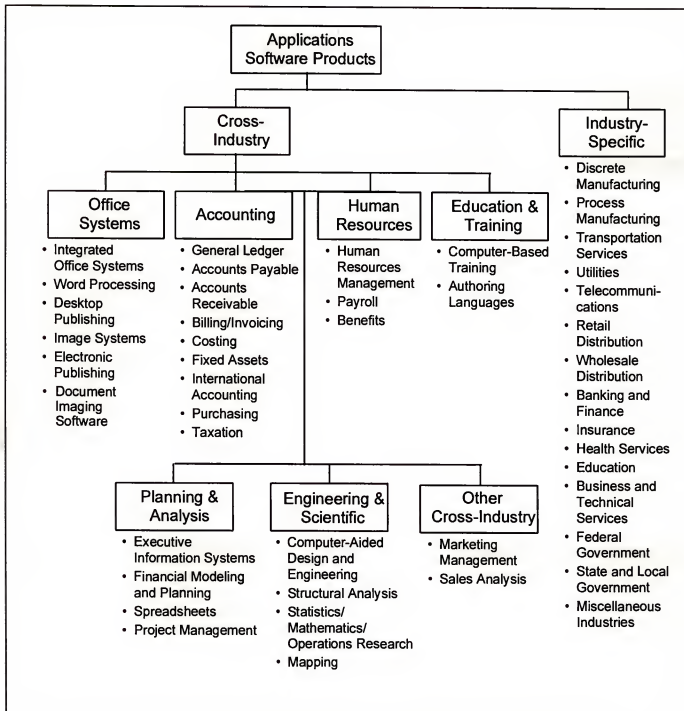 Applications
Software Products
Cross-
Industry
Industry-
Specific
• Discrete
Manufacturing
• Process
Manufacturing
• Transportation
Services
• Utilities
• Telecommuni-
cations
• Retail
Distribution
• Wholesale
Distribution
• Banking and
Finance
• Insurance
• Health Services
• Education
• Business and
Technical
Services
• Federal
Government
• State and Local
Government
• Miscellaneous
Industries
Office
Systems
• Integrated
Office Systems
• Word Processing
• Desktop
Publishing
• Image Systems
• Electronic
Publishing
• Document
Imaging
Software
Accounting
• General Ledger
• Accounts Payable
• Accounts
Receivable
• Billing/Invoicing
• Costing
• Fixed Assets
• International
Accounting
• Purchasing
• Taxation
Human
Resources
• Human
Resources
Management
• Payroll
• Benefits
Education &
Training
• Computer-Based
Training
• Authoring
Languages
Planning &
Analysis
• Executive
Information Systems
• Financial Modeling
and Planning
• Spreadsheets
• Project Management
Engineering &
Scientific
• Computer-Aided
Design and
Engineering
• Structural Analysis
• Statistics/
Mathematics/
Operations Research
• Mapping
Other
Cross-Industry
• Marketing
Management
• Sales Analysis